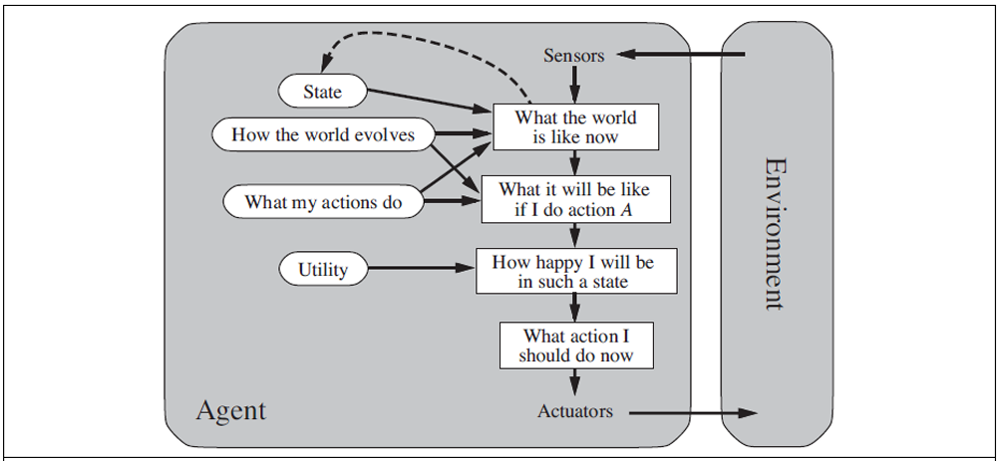 Sensors
State
What the world
is like now
How the world evolves
What my actions do
What it will be like
if I do action A
Utility
How happy I will be
in such a state
What action I
should do now
Agent
Actuators
Environment